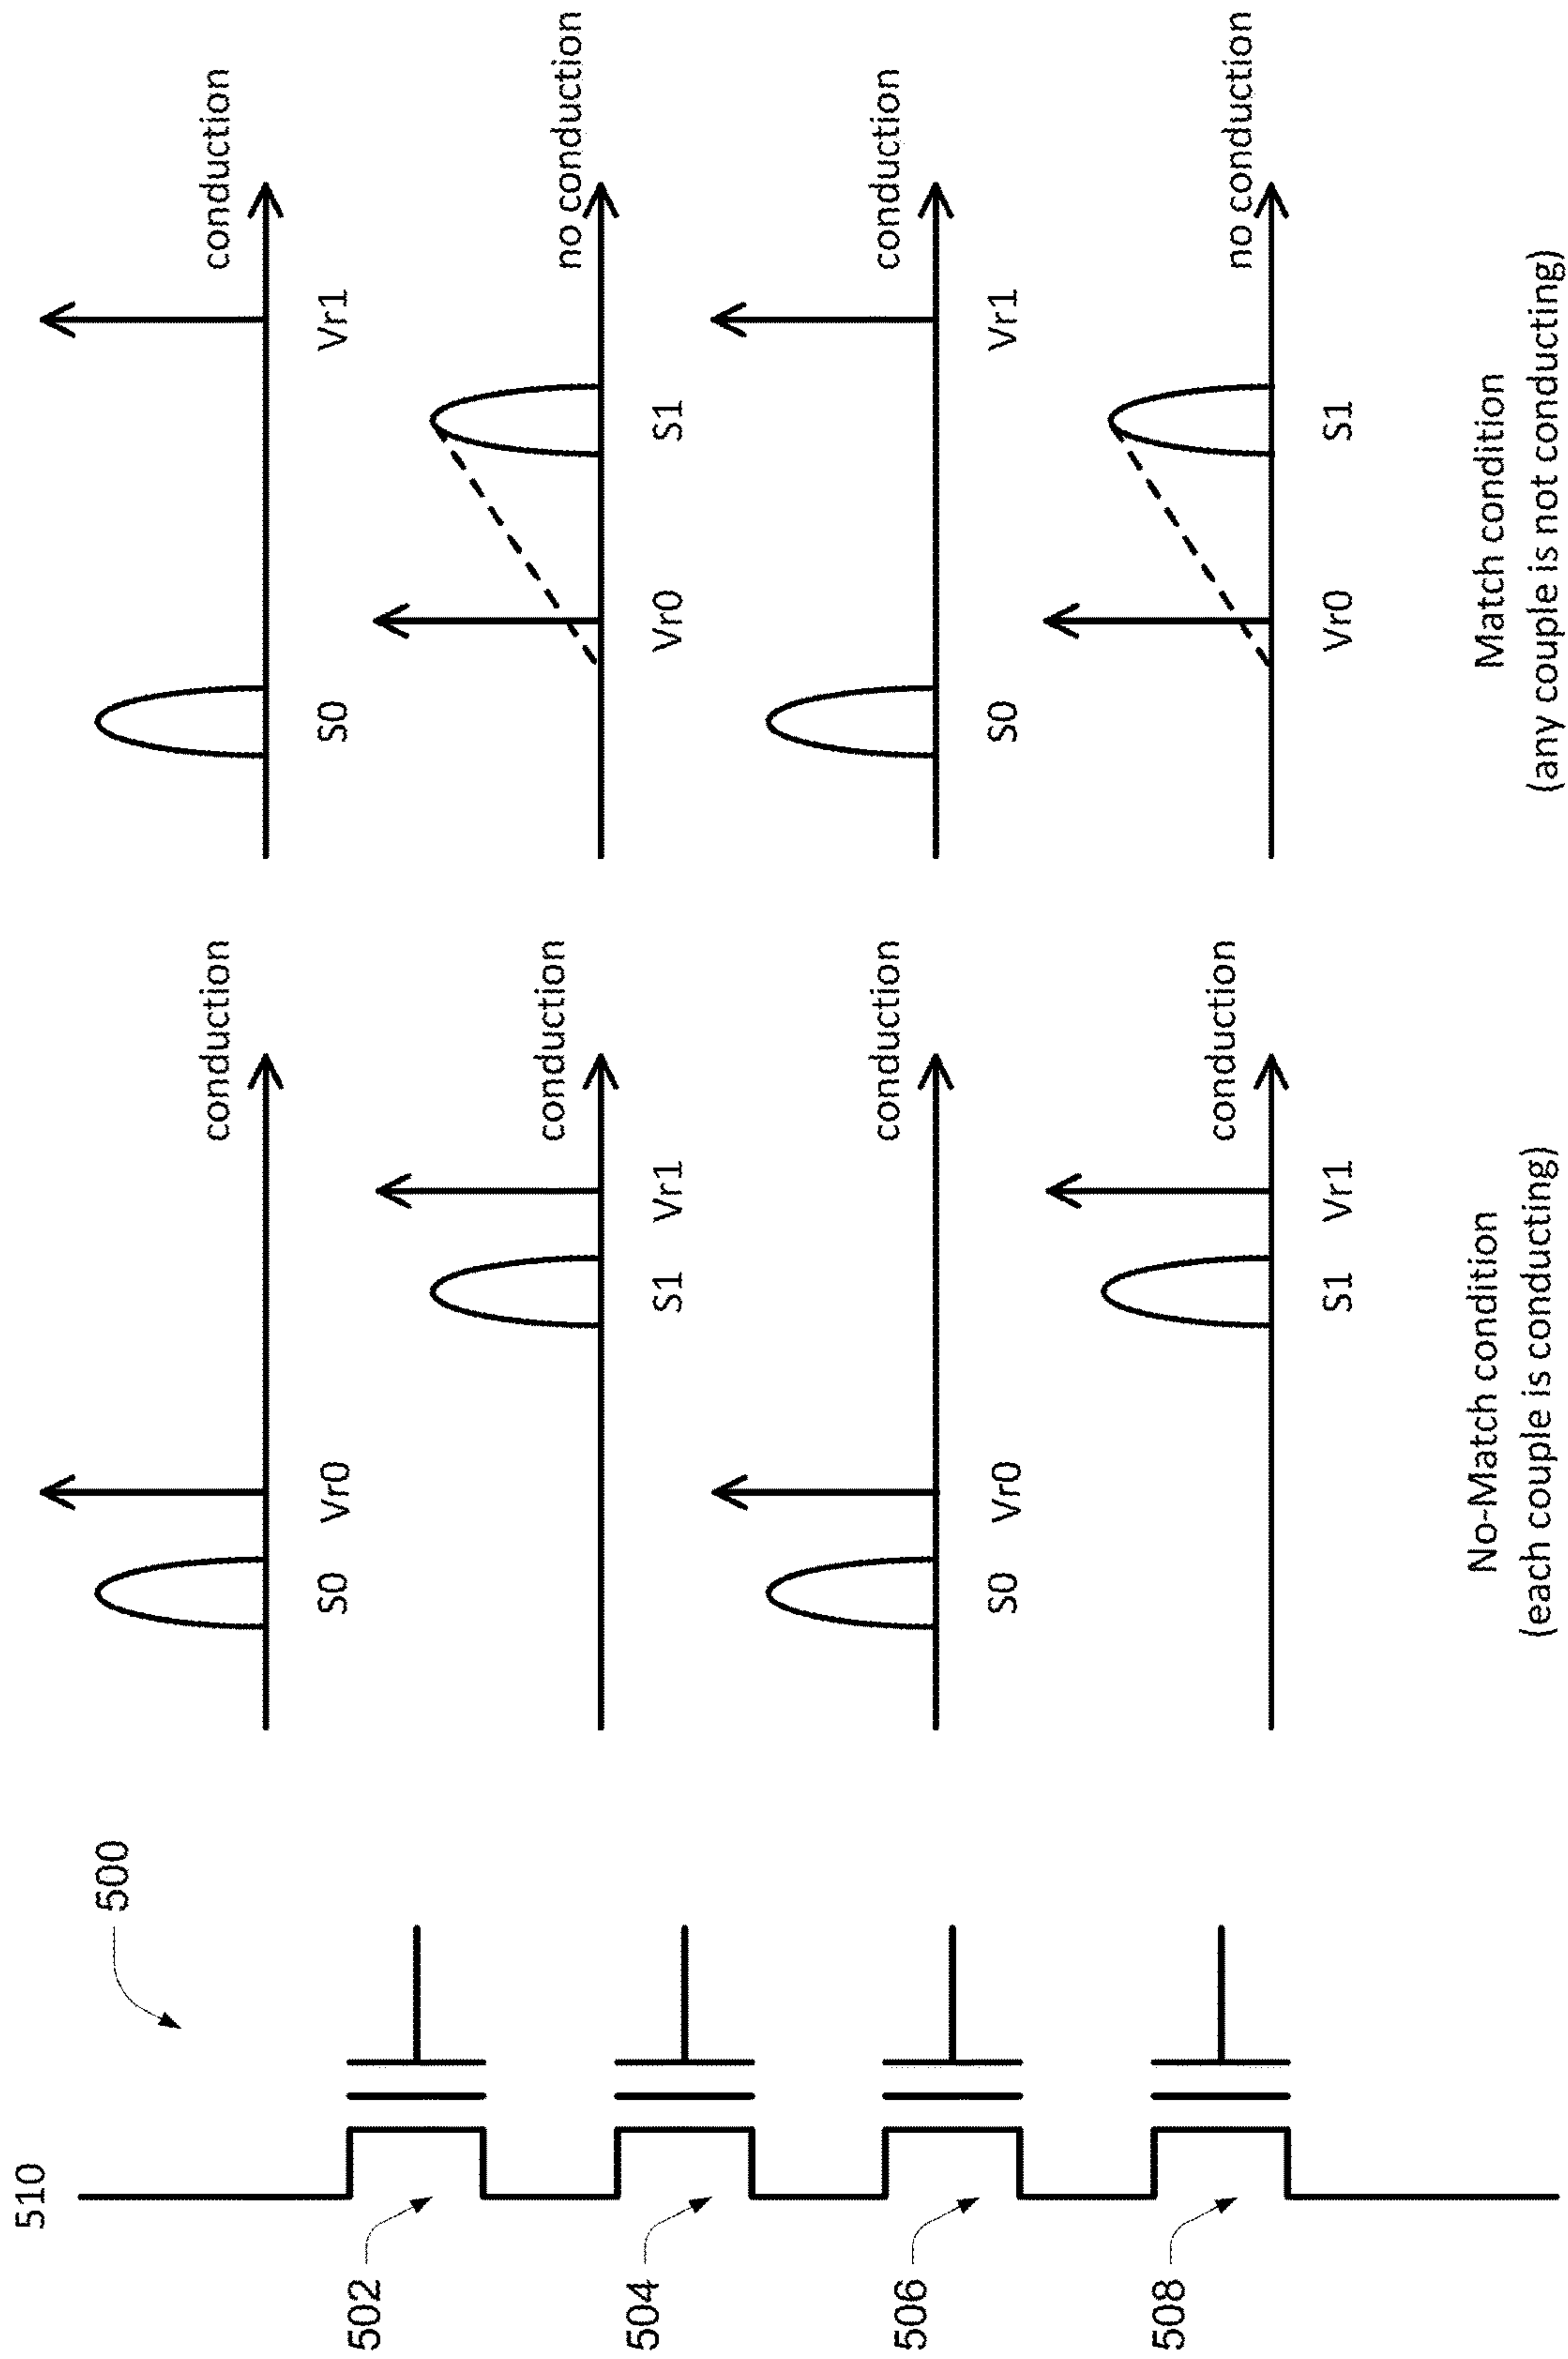 510
500
conduction
conduction
S0 Vr0
S0 Vr1
502
conduction
no conduction
504
S1 Vr1
Vr0 S1
conduction
conduction
506
S0 Vr0
S0 Vr1
508
conduction
no conduction
S1 Vr1
Vr0 S1
No-Match condition
(each couple is conducting)
Match condition
(any couple is not conducting)